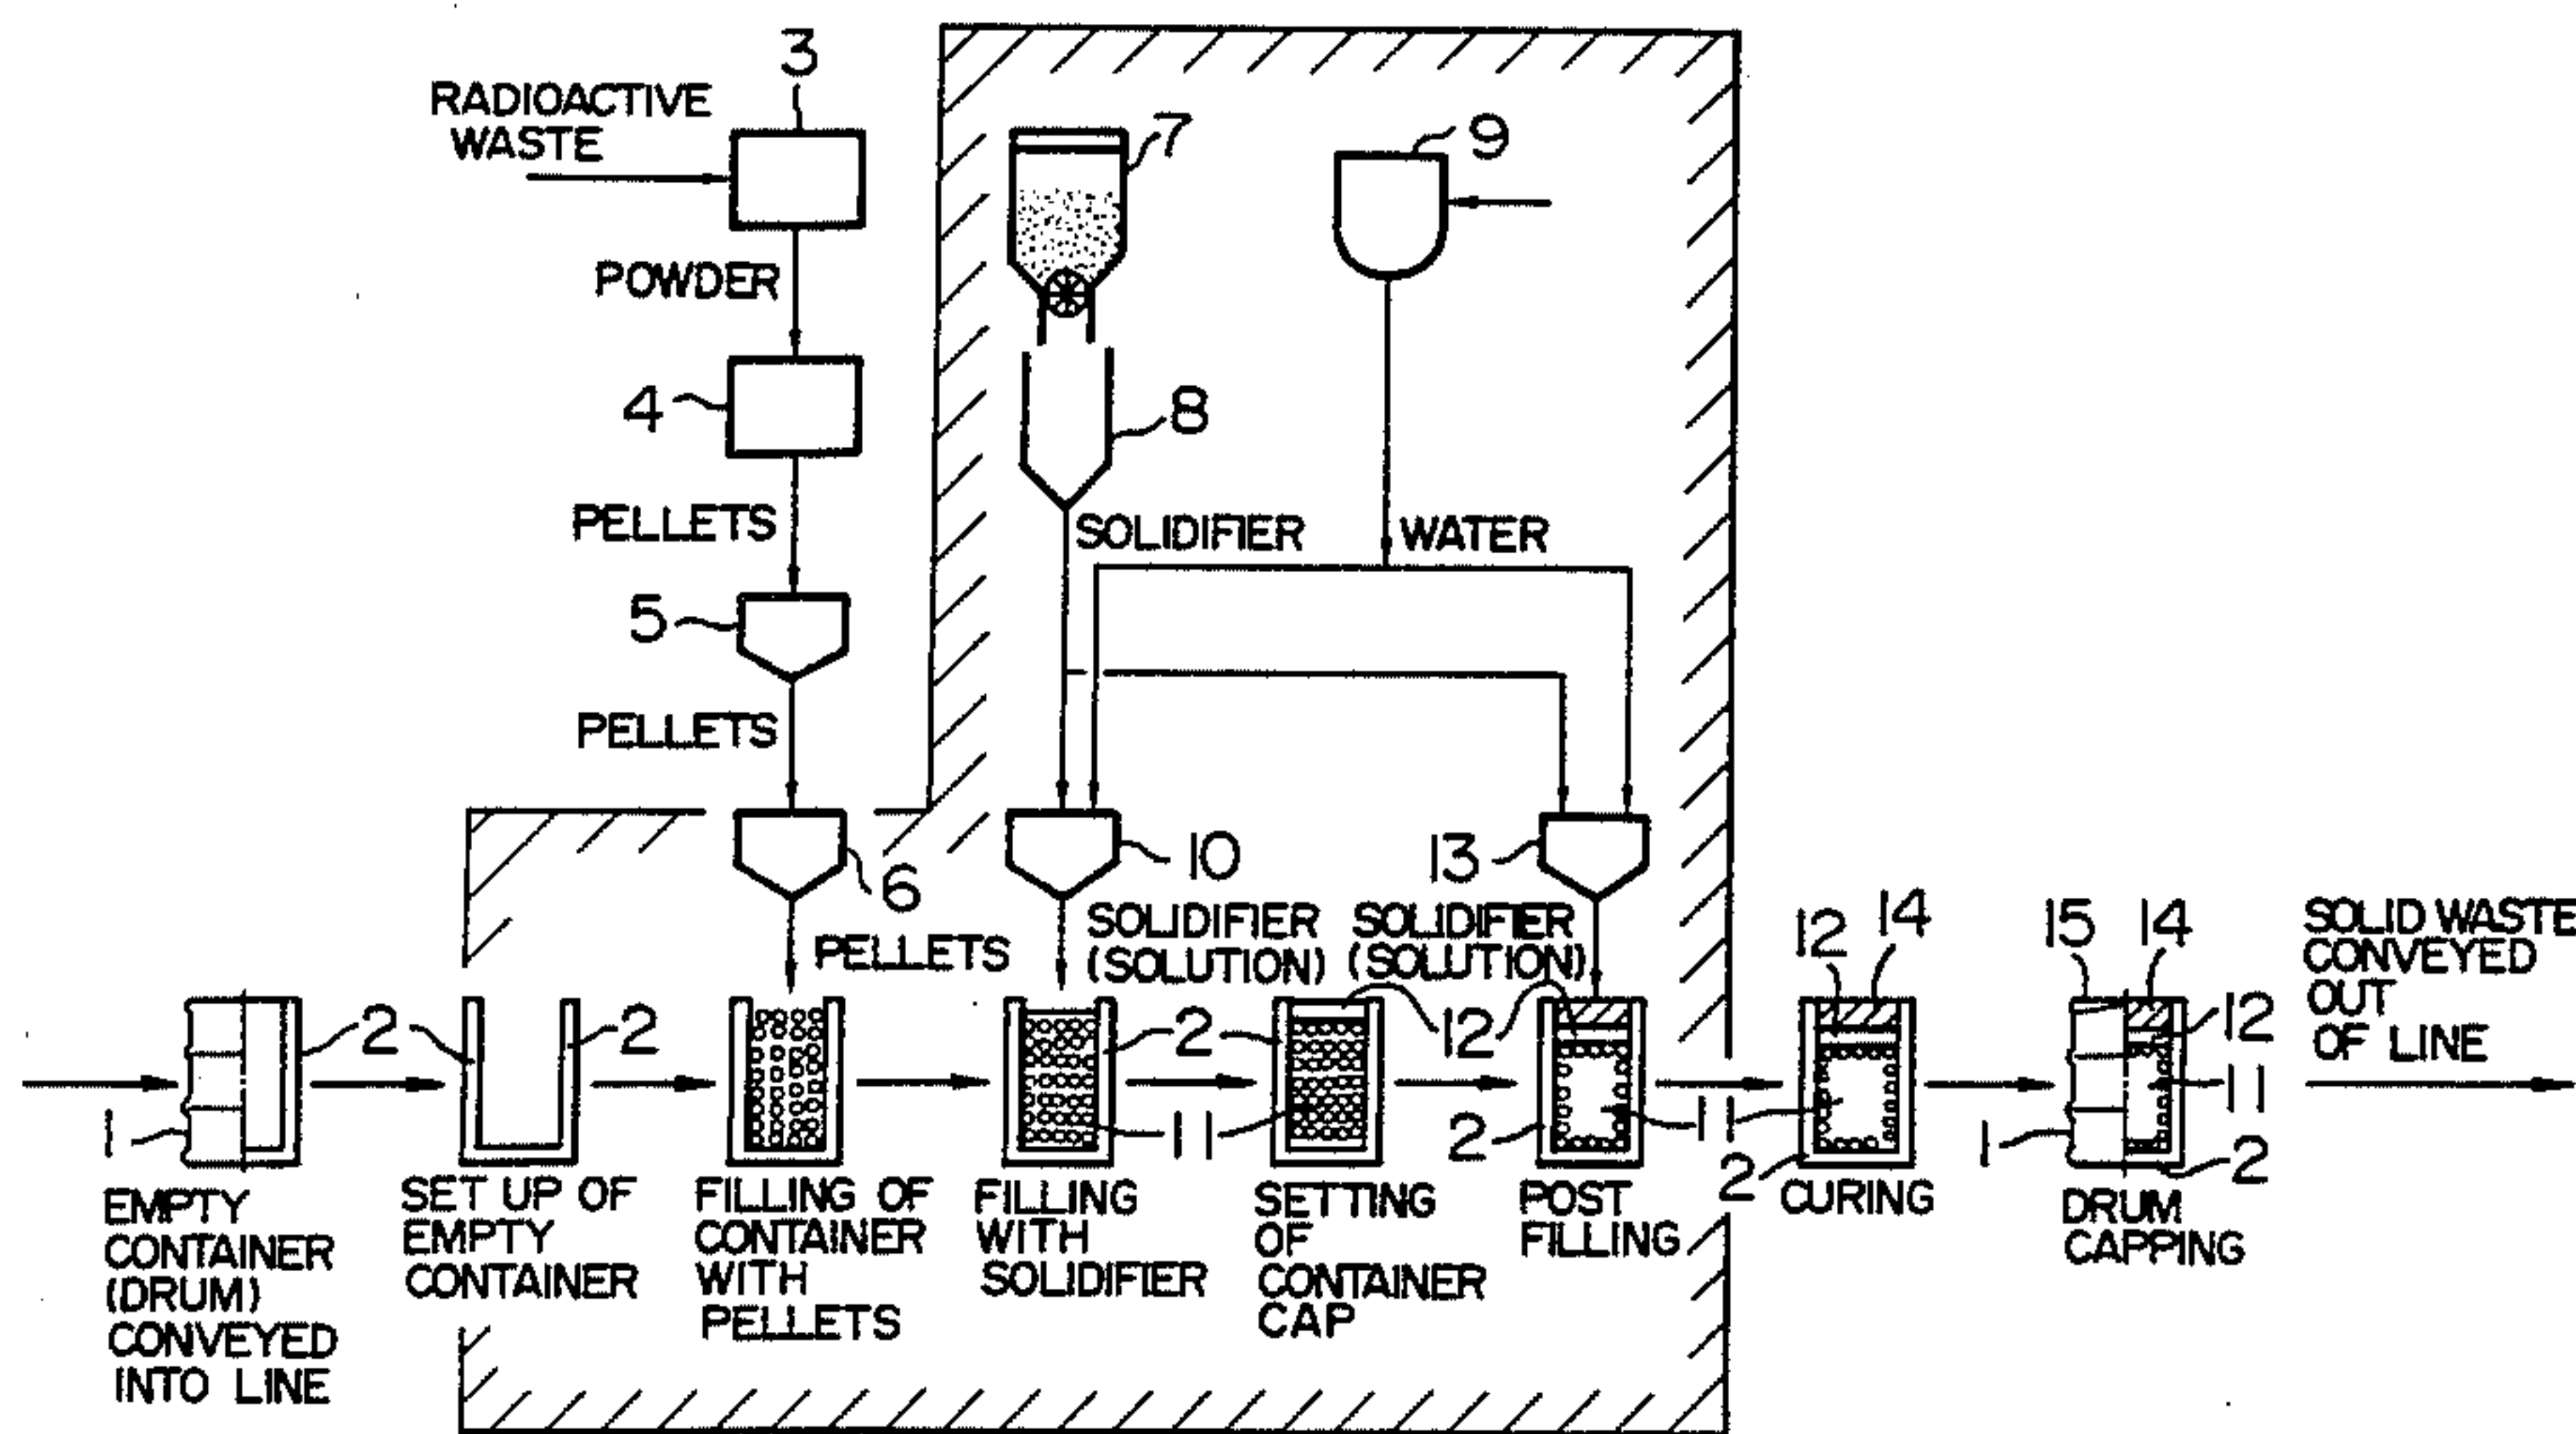 3
RADIOACTIVE
WASTE
7
9
POWDER
4
8
PELLETS
SOLIDIFIER
WATER
5
PELLETS
6
10
13
PELLETS
SOLIDIFIER
(SOLUTION)
SOLIDIFIER
(SOLUTION)
12
14
15
14
SOLID WASTE
CONVEYED
OUT
OF LINE
2
2
2
12
12
11
1
11
2
11
2
1
2
EMPTY
CONTAINER
(DRUM)
CONVEYED
INTO LINE
SET UP OF
EMPTY
CONTAINER
FILLING OF
CONTAINER
WITH
PELLETS
FILLING
WITH
SOLIDIFIER
SETTING
OF
CONTAINER
CAP
POST
FILLING
CURING
DRUM
CAPPING